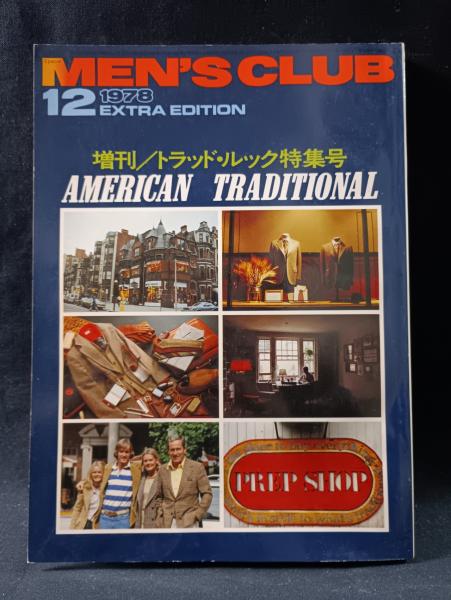 MEN'S CLUB
12 1978
EXTRA EDITION
増刊/トラッド・ルック特集号
AMERICAN TRADITIONAL
PREP SHOP